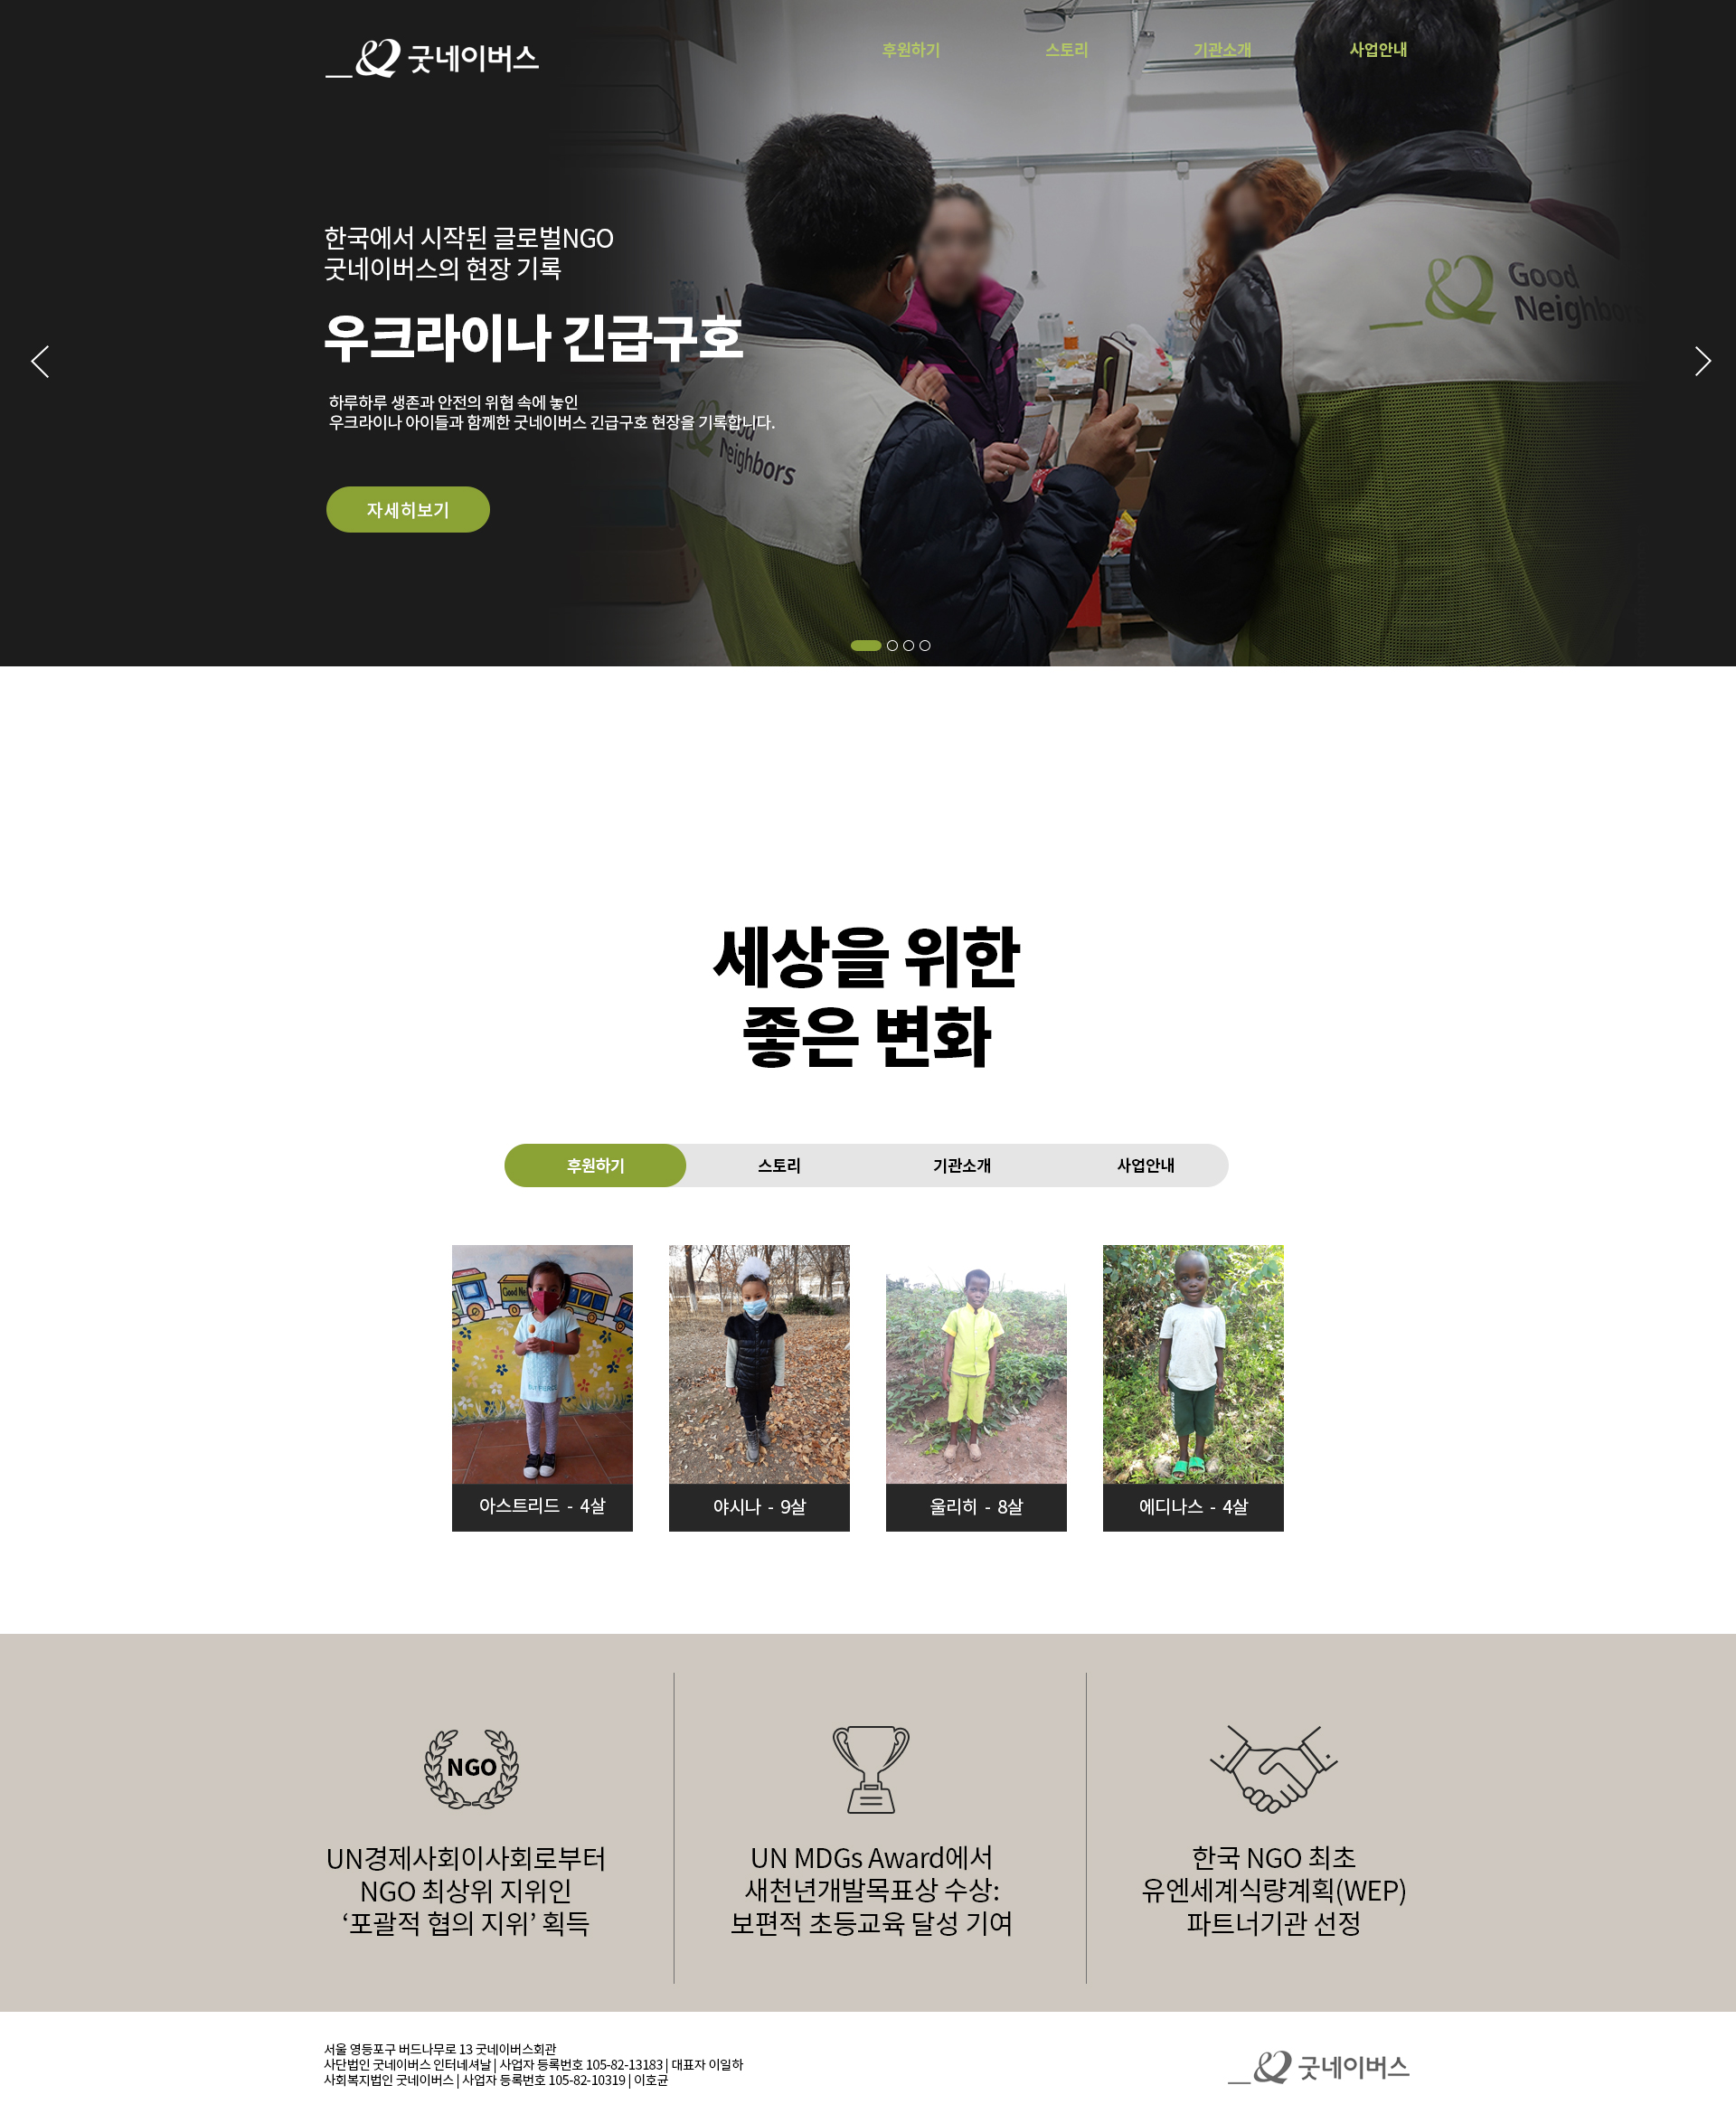 굿네이버스
후원하기
스토리
기관소개
사업안내
한국에서 시작된 글로벌NGO
굿네이버스의 현장 기록
우크라이나 긴급구호
하루하루 생존과 안전의 위협 속에 놓인
우크라이나 아이들과 함께한 굿네이버스 긴급구호 현장을 기록합니다.
자세히보기
Good
Neighbors
Good
Neighbors
세상을 위한
좋은 변화
후원하기
스토리
기관소개
사업안내
Good Ne
아스트리드 - 4살
야시나 - 9살
울리히 - 8살
에디나스 - 4살
NGO
UN경제사회이사회로부터
NGO 최상위 지위인
‘포괄적 협의 지위’ 획득
UN MDGs Award에서
새천년개발목표상 수상:
보편적 초등교육 달성 기여
한국 NGO 최초
유엔세계식량계획(WEP)
파트너기관 선정
서울 영등포구 버드나무로 13 굿네이버스회관
사단법인 굿네이버스 인터네셔날 | 사업자 등록번호 105-82-13183 | 대표자 이일하
사회복지법인 굿네이버스 | 사업자 등록번호 105-82-10319 | 이호균
굿네이버스